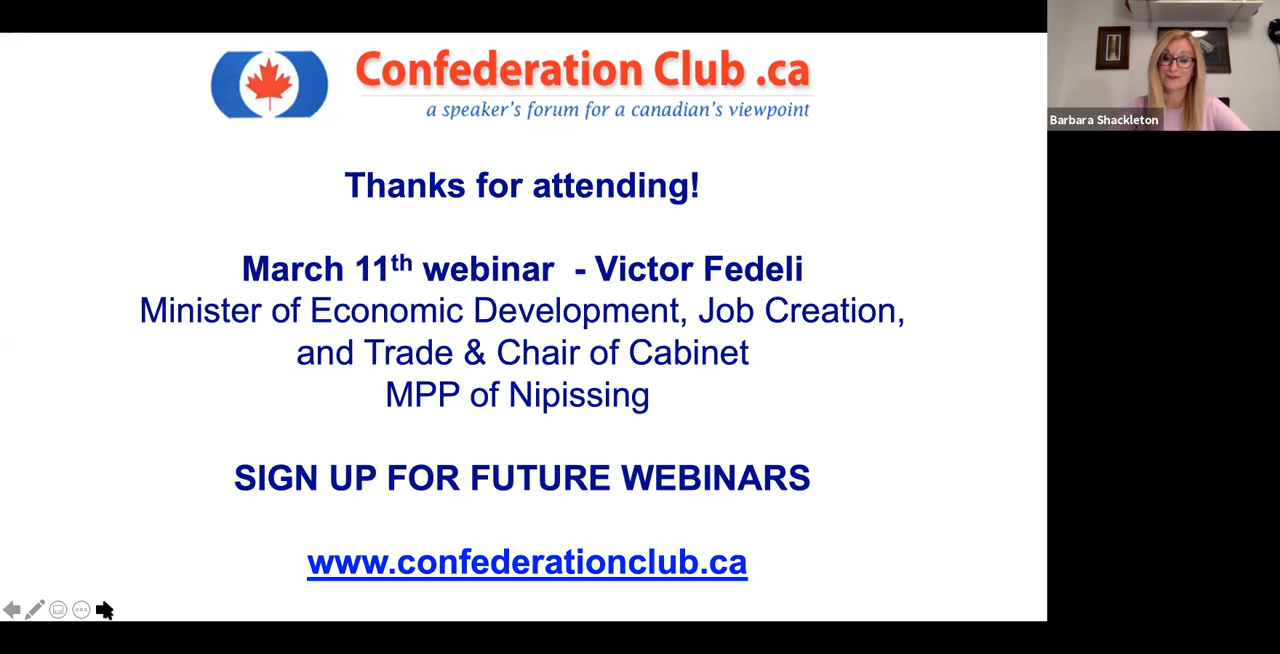 Confederation Club .ca
a speaker's forum for a canadian's viewpoint
Barbara Shackleton
Thanks for attending!
March 11th webinar - Victor Fedeli
Minister of Economic Development, Job Creation,
and Trade & Chair of Cabinet
MPP of Nipissing
SIGN UP FOR FUTURE WEBINARS
www.confederationclub.ca